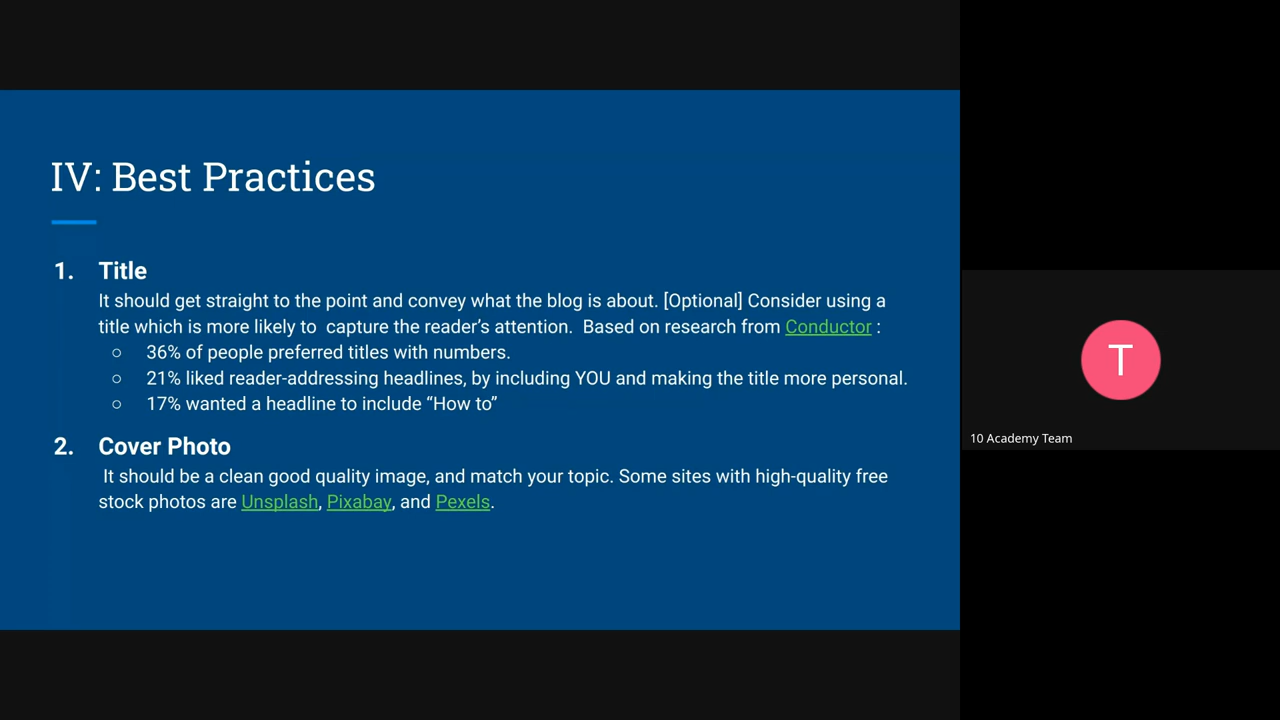 IV: Best Practices
1. Title
It should get straight to the point and convey what the blog is about. [Optional] Consider using a
title which is more likely to  capture the reader’s attention.  Based on research from Conductor :
○ 36% of people preferred titles with numbers.
○ 21% liked reader-addressing headlines, by including YOU and making the title more personal.
○ 17% wanted a headline to include “How to”
2. Cover Photo
It should be a clean good quality image, and match your topic. Some sites with high-quality free
stock photos are Unsplash, Pixabay, and Pexels.
T
10 Academy Team